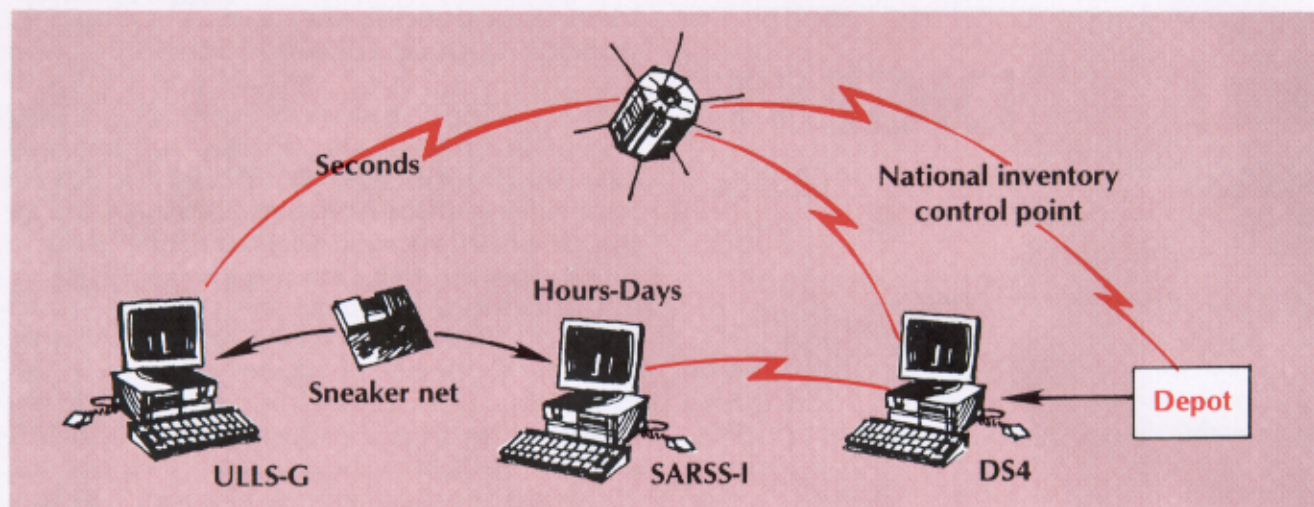 Seconds
National inventory
control point
Hours-Days
Sneaker net
Depot
ULLS-G
SARSS-I
DS4